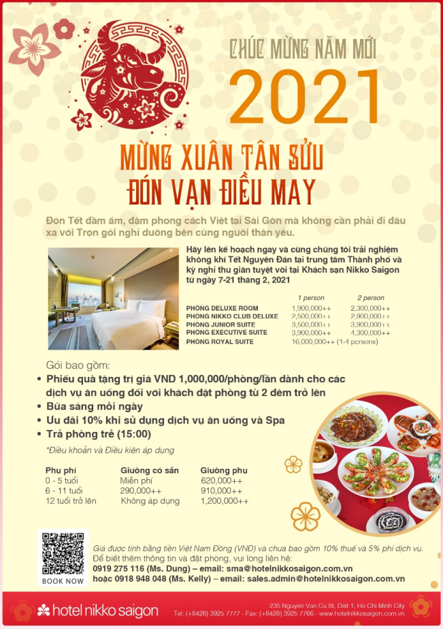 CHÚC MỪNG NĂM MỚI
2021
MỪNG XUÂN TÂN SỬU
ĐÓN VẠN ĐIỀU MAY
Đón Tết đầm ấm, đậm phong cách Việt tại Sài Gòn mà không cần phải đi đâu
xa với Trọn gói nghỉ dưỡng bên cùng người thân yêu.
Hãy lên kế hoạch ngay và cùng chúng tôi trải nghiệm
không khí Tết Nguyên Đán tại trung tâm Thành phố và
kỳ nghỉ thư giãn tuyệt vời tại Khách sạn Nikko Saigon
từ ngày 7-21 tháng 2, 2021
1 person 2 person
PHÒNG DELUXE ROOM 1,900,000++ 2,300,000++
PHÒNG NIKKO CLUB DELUXE 2,500,000++ 2,900,000++
PHÒNG JUNIOR SUITE 3,500,000++ 3,900,000++
PHÒNG EXECUTIVE SUITE 3,900,000++ 4,300,000++
PHÒNG ROYAL SUITE 16,000,000++ (1-4 persons)
Gói bao gồm:
• Phiếu quà tặng trị giá VND 1,000,000/phòng/lần dành cho các
dịch vụ ăn uống đối với khách đặt phòng từ 2 đêm trở lên
• Bữa sáng mỗi ngày
• Ưu đãi 10% khi sử dụng dịch vụ ăn uống và Spa
• Trả phòng trễ (15:00)
*Điều khoản và Điều kiện áp dụng
Phụ phí Giường có sẵn Giường phụ
0 - 5 tuổi Miễn phí 620,000++
6 - 11 tuổi 290,000++ 910,000++
12 tuổi trở lên Không áp dụng 1,200,000++
Giá được tính bằng tiền Việt Nam Đồng (VNĐ) và chưa bao gồm 10% thuế và 5% phí dịch vụ.
Để biết thêm thông tin và đặt phòng, vui lòng liên hệ:
0919 275 116 (Ms. Dung) – email: sma@hotelnikkosaigon.com.vn
hoặc 0918 948 048 (Ms. Kelly) – email: sales.admin@hotelnikkosaigon.com.vn
BOOK NOW
hotel nikko saigon
235 Nguyen Van Cu St, Dist 1, Ho Chi Minh City
Tel: (+8428) 3925 7777 - Fax: (+8428) 3925 7766 - www.hotelnikkosaigon.com.vn